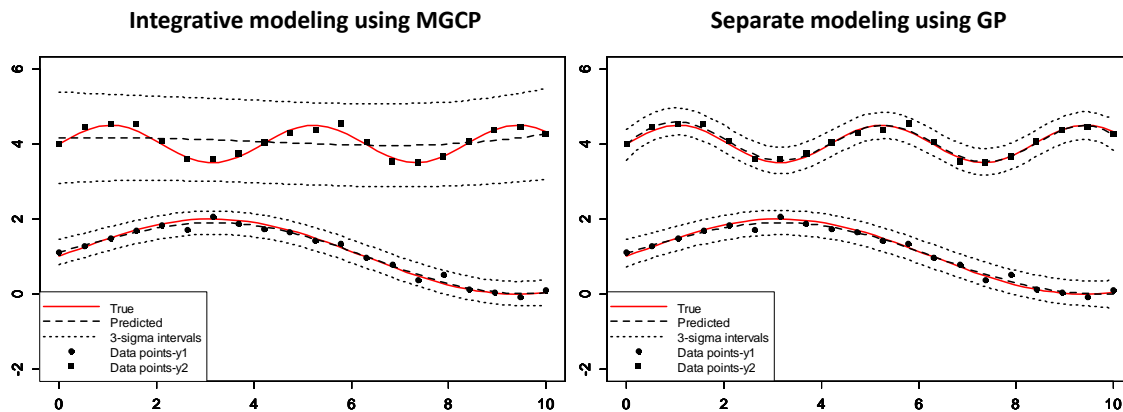 Integrative modeling using MGCP
6
4
2
0
-2
True
Predicted
3-sigma intervals
Data points-y1
Data points-y2
0 2 4 6 8 10
Separate modeling using GP
6
4
2
0
-2
True
Predicted
3-sigma intervals
Data points-y1
Data points-y2
0 2 4 6 8 10